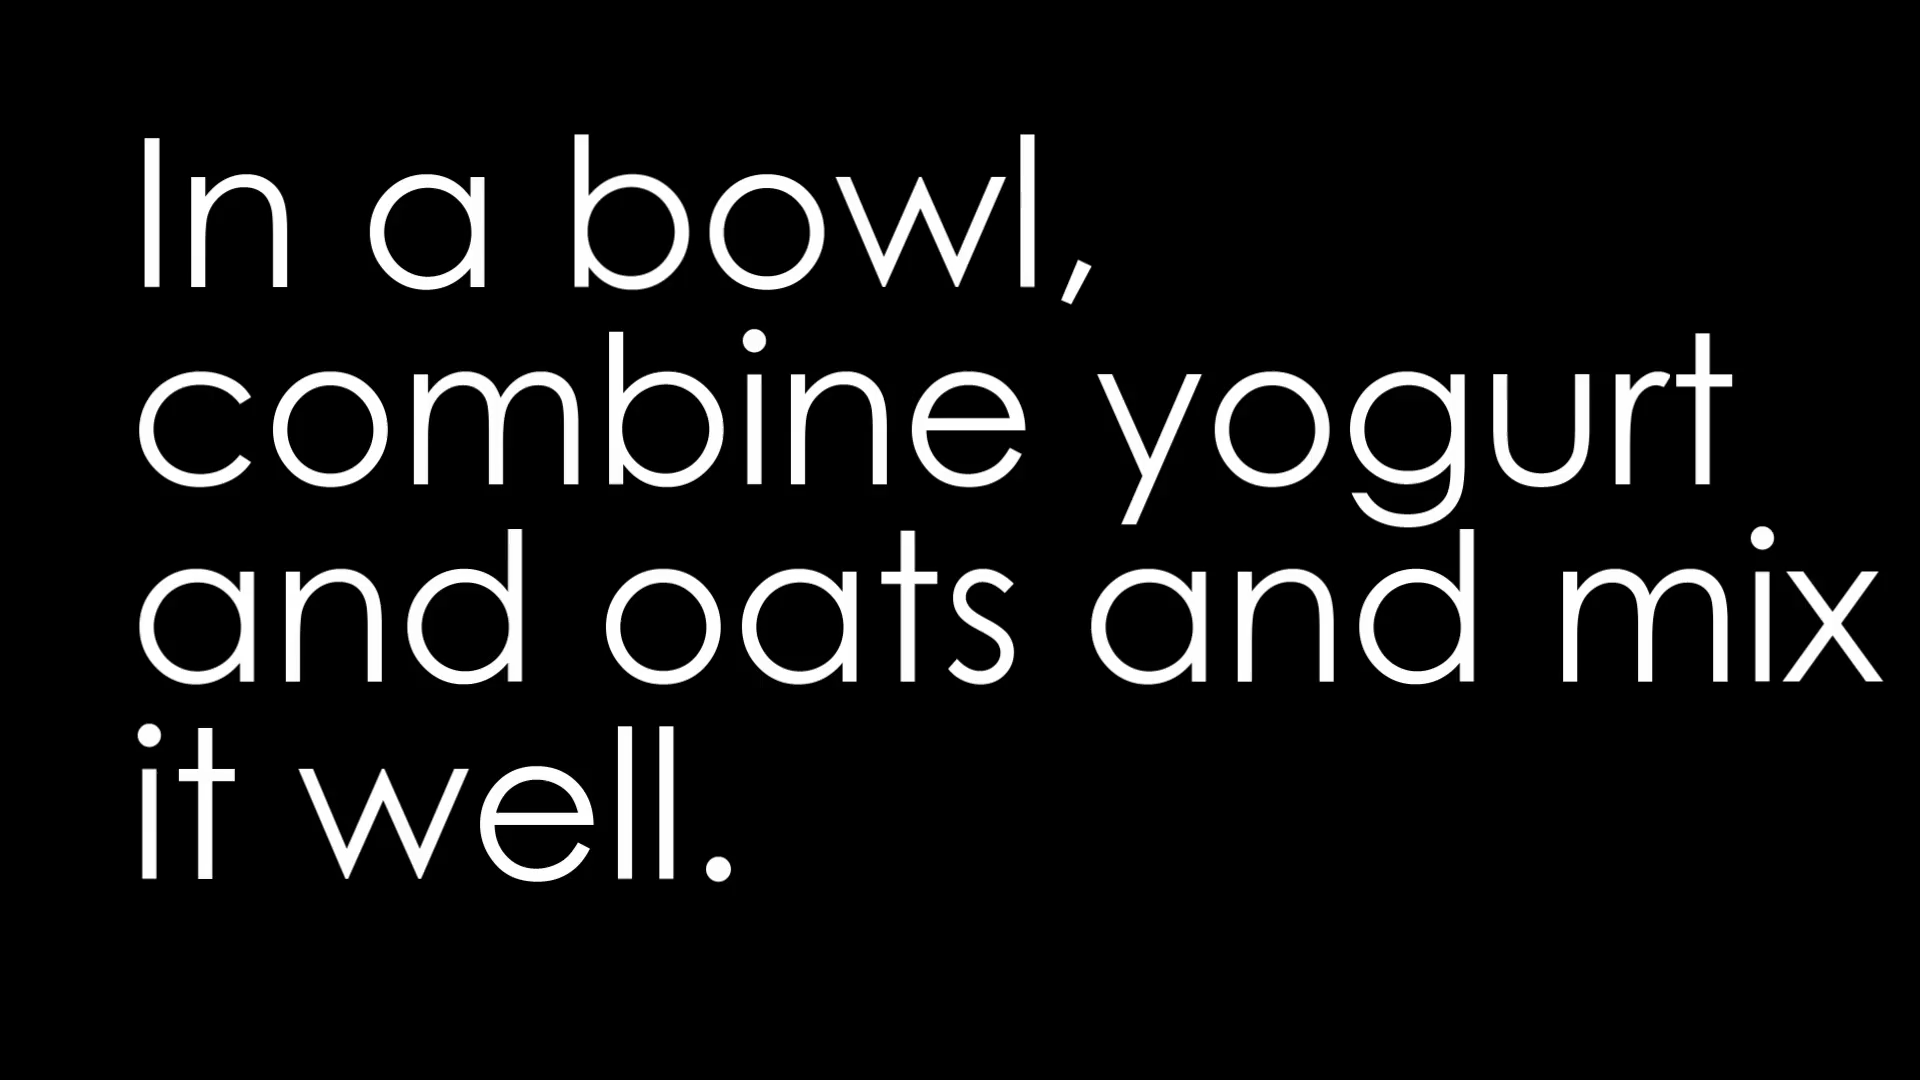 In a bowl,
combine yogurt
and oats and mix
it well.